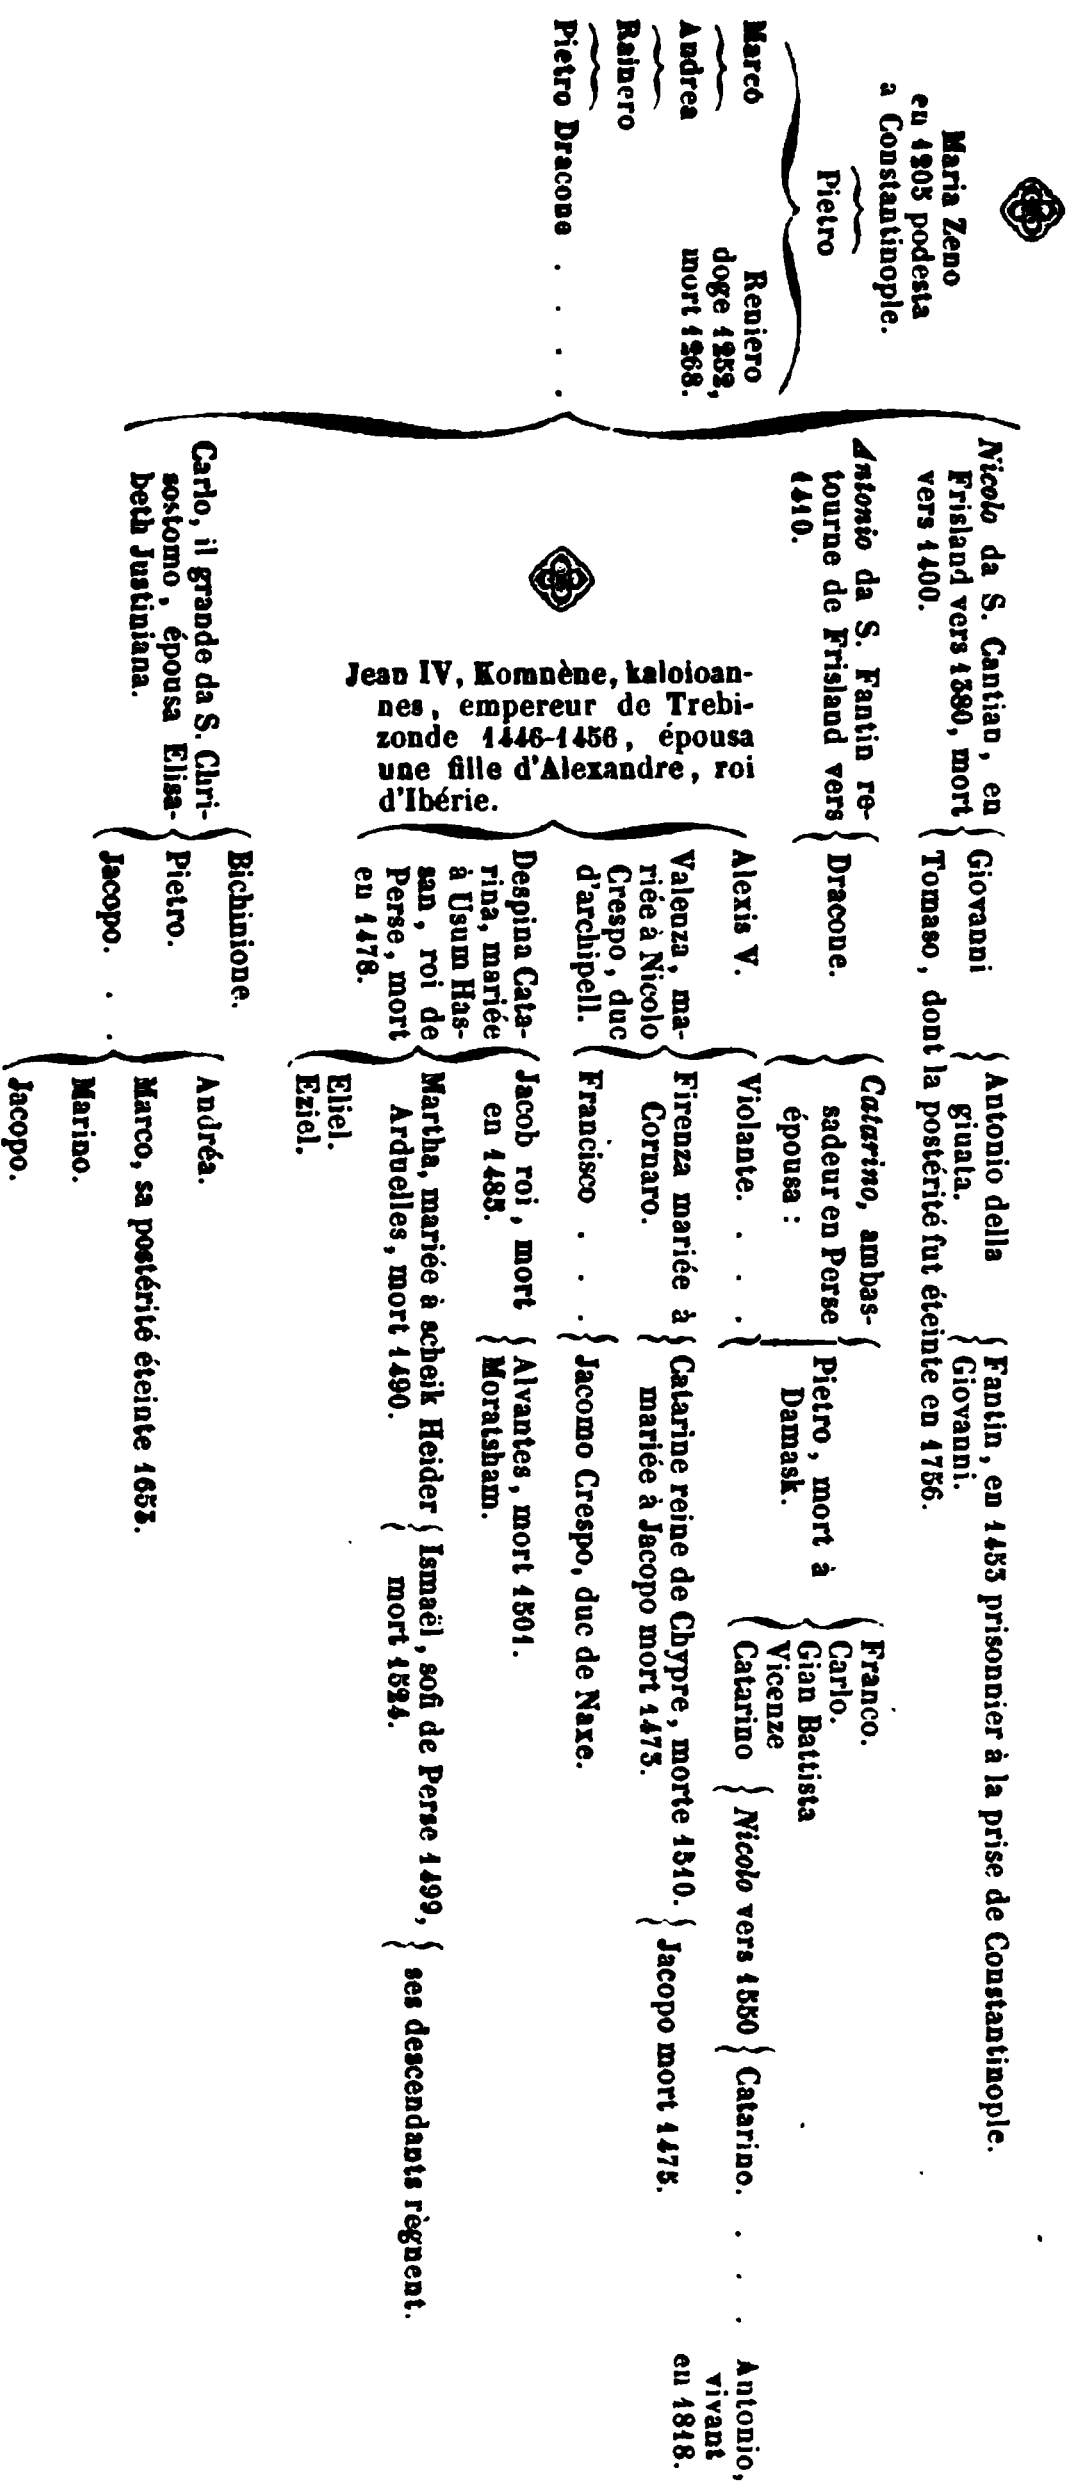 Maria Zeno
en 1205 podesta
a Constantinople.
Pietro
Marco
Andrea
Rainero
Pietro Dracone . . . .
Reniero
doge 1252,
mort 1268.
Nicolo da S. Cantian, en
Frisland vers 1380, mort
vers 1400.
Giovanni
Tomaso, dont la postérité fut éteinte en 1756.
Antonio della
giuata.
Fantin, en 1453 prisonnier à la prise de Constantinople.
Giovanni.
Antonio da S. Fantin re-
tourne de Frisland vers
1410.
Dracone.
Catarino, ambas-
sadeur en Perse
épousa :
Violante. . . .
Pietro, mort à
Damask.
Franco.
Carlo.
Gian Battista
Vicenze
Catarino
Nicolo vers 1550
Catarino. . . .
Antonio,
vivant
en 1818.
Jean IV, Komnène, kaloioan-
nes, empereur de Trebi-
zonde 1446-1456, épousa
une fille d'Alexandre, roi
d'Ibérie.
Alexis V.
Valenza, ma-
riée à Nicolo
Crespo, duc
d'archipell.
Despina Cata-
rina, mariée
à Usum Has-
san, roi de
Perse, mort
en 1478.
Firenza mariée à
Cornaro.
Francisco . . .
Catarine reine de Chypre, morte 1510.
mariée à Jacopo mort 1473.
Jacopo mort 1475.
Jacomo Crespo, duc de Naxe.
Jacob roi, mort
en 1485.
Alvantes, mort 1501.
Moratsham.
Martha, mariée à scheik Heider
Arduelles, mort 1490.
Ismaël, sofi de Perse 1499,
mort 1524.
ses descendants règnent.
Eliel.
Eziel.
Carlo, il grande da S. Chri-
sostomo, épousa Elisa-
beth Justiniana.
Bichinione.
Pietro.
Jacopo. . .
Andréa.
Marco, sa postérité éteinte 1653.
Marino.
Jacopo.